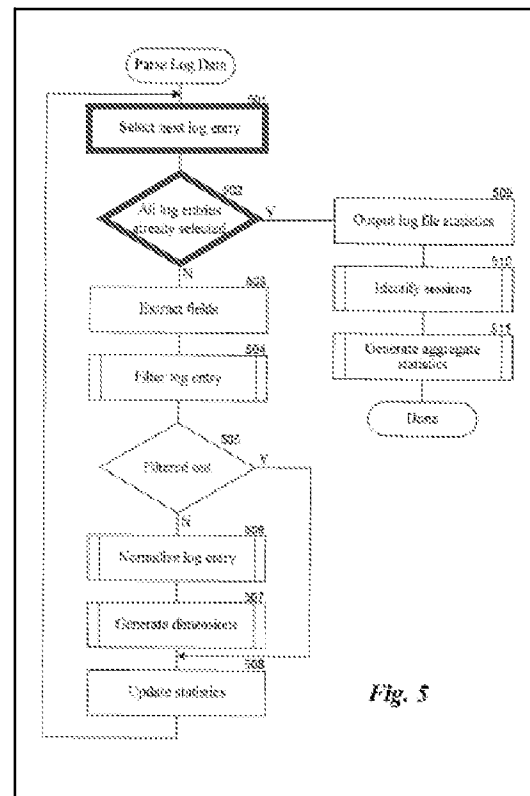 Parse Log Data
501
Select next log entry
502
All log entries
already selected
Y
N
509
Output log file statistics
510
Identify sessions
515
Generate aggregate
statistics
Done
503
Extract fields
504
Filter log entry
505
Filtered out
Y
N
506
Normalize log entry
507
Generate dimensions
508
Update statistics
Fig. 5